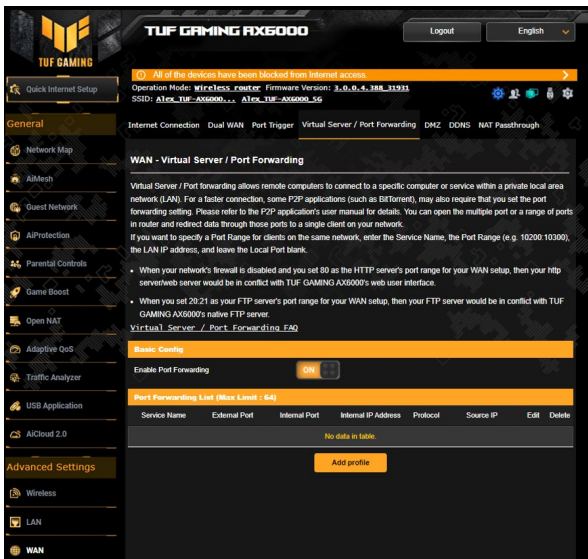 TUF GAMING
TUF GAMING AX6000
Logout
English
Quick Internet Setup
All of the devices have been blocked from Internet access.
Operation Mode: Wireless router Firmware Version: 3.0.0.4.388_31931
SSID: Alex_TUF-AX6000... Alex_TUF-AX6000_5G
General
Network Map
AiMesh
Guest Network
AiProtection
Parental Controls
Game Boost
Open NAT
Adaptive QoS
Traffic Analyzer
USB Application
AiCloud 2.0
Advanced Settings
Wireless
LAN
WAN
Internet Connection Dual WAN Port Trigger Virtual Server / Port Forwarding DMZ DDNS NAT Passthrough
WAN - Virtual Server / Port Forwarding
Virtual Server / Port forwarding allows remote computers to connect to a specific computer or service within a private local area
network (LAN). For a faster connection, some P2P applications (such as BitTorrent), may also require that you set the port
forwarding setting. Please refer to the P2P application's user manual for details. You can open the multiple port or a range of ports
in router and redirect data through those ports to a single client on your network.
If you want to specify a Port Range for clients on the same network, enter the Service Name, the Port Range (e.g. 10200:10300),
the LAN IP address, and leave the Local Port blank.
• When your network's firewall is disabled and you set 80 as the HTTP server's port range for your WAN setup, then your http
server/web server would be in conflict with TUF GAMING AX6000's web user interface.
• When you set 20:21 as your FTP server's port range for your WAN setup, then your FTP server would be in conflict with TUF
GAMING AX6000's native FTP server.
Virtual Server / Port Forwarding FAQ
Basic Config
Enable Port Forwarding ON
Port Forwarding List (Max Limit : 64)
Service Name External Port Internal Port Internal IP Address Protocol Source IP Edit Delete
No data in table.
Add profile